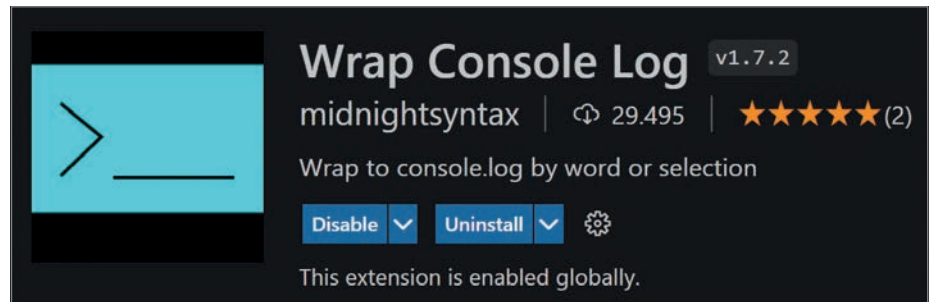 Wrap Console Log v1.7.2
midnightsyntax 29.495 (2)
Wrap to console.log by word or selection
Disable Uninstall
This extension is enabled globally.